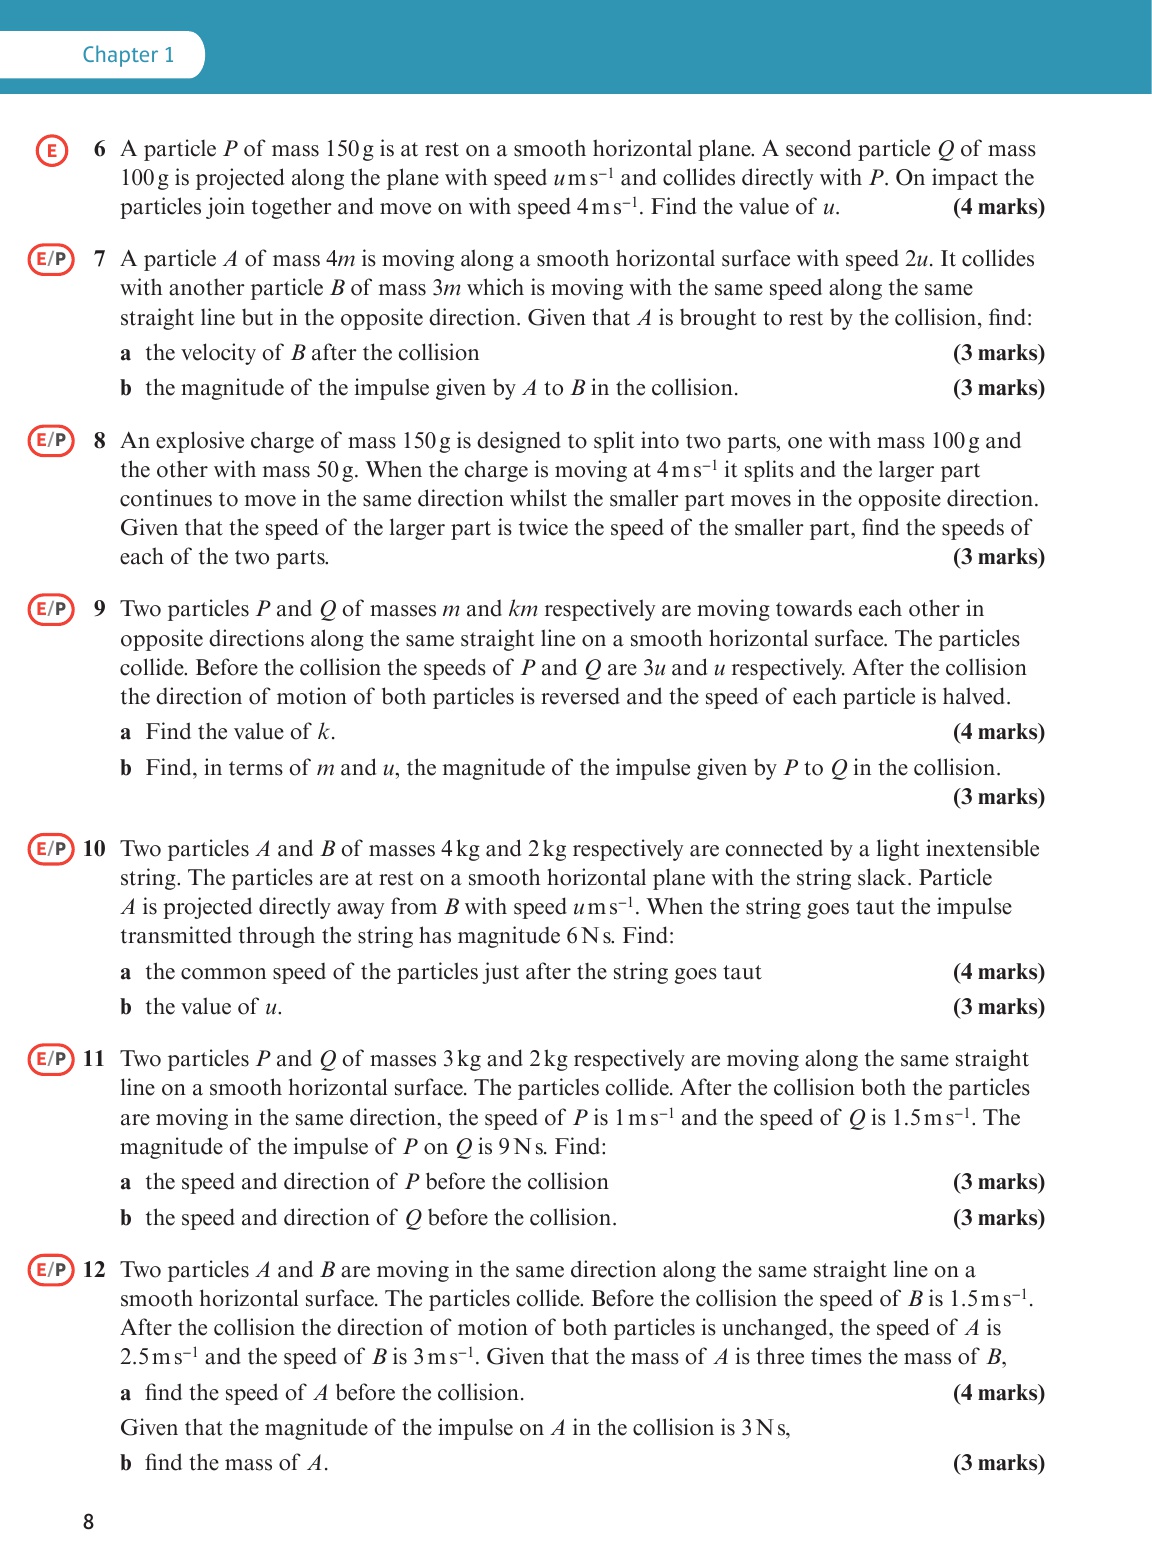 Chapter 1
E 6 A particle P of mass 150 g is at rest on a smooth horizontal plane. A second particle Q of mass
100 g is projected along the plane with speed u m s⁻¹ and collides directly with P. On impact the
particles join together and move on with speed 4 m s⁻¹. Find the value of u. (4 marks)
E/P 7 A particle A of mass 4m is moving along a smooth horizontal surface with speed 2u. It collides
with another particle B of mass 3m which is moving with the same speed along the same
straight line but in the opposite direction. Given that A is brought to rest by the collision, find:
a the velocity of B after the collision (3 marks)
b the magnitude of the impulse given by A to B in the collision. (3 marks)
E/P 8 An explosive charge of mass 150 g is designed to split into two parts, one with mass 100 g and
the other with mass 50 g. When the charge is moving at 4 m s⁻¹ it splits and the larger part
continues to move in the same direction whilst the smaller part moves in the opposite direction.
Given that the speed of the larger part is twice the speed of the smaller part, find the speeds of
each of the two parts. (3 marks)
E/P 9 Two particles P and Q of masses m and km respectively are moving towards each other in
opposite directions along the same straight line on a smooth horizontal surface. The particles
collide. Before the collision the speeds of P and Q are 3u and u respectively. After the collision
the direction of motion of both particles is reversed and the speed of each particle is halved.
a Find the value of k. (4 marks)
b Find, in terms of m and u, the magnitude of the impulse given by P to Q in the collision.
(3 marks)
E/P 10 Two particles A and B of masses 4 kg and 2 kg respectively are connected by a light inextensible
string. The particles are at rest on a smooth horizontal plane with the string slack. Particle
A is projected directly away from B with speed u m s⁻¹. When the string goes taut the impulse
transmitted through the string has magnitude 6 N s. Find:
a the common speed of the particles just after the string goes taut (4 marks)
b the value of u. (3 marks)
E/P 11 Two particles P and Q of masses 3 kg and 2 kg respectively are moving along the same straight
line on a smooth horizontal surface. The particles collide. After the collision both the particles
are moving in the same direction, the speed of P is 1 m s⁻¹ and the speed of Q is 1.5 m s⁻¹. The
magnitude of the impulse of P on Q is 9 N s. Find:
a the speed and direction of P before the collision (3 marks)
b the speed and direction of Q before the collision. (3 marks)
E/P 12 Two particles A and B are moving in the same direction along the same straight line on a
smooth horizontal surface. The particles collide. Before the collision the speed of B is 1.5 m s⁻¹.
After the collision the direction of motion of both particles is unchanged, the speed of A is
2.5 m s⁻¹ and the speed of B is 3 m s⁻¹. Given that the mass of A is three times the mass of B,
a find the speed of A before the collision. (4 marks)
Given that the magnitude of the impulse on A in the collision is 3 N s,
b find the mass of A. (3 marks)
8